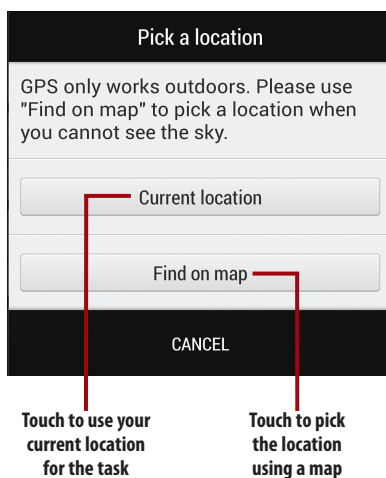 Pick a location
GPS only works outdoors. Please use
"Find on map" to pick a location when
you cannot see the sky.
Current location
Find on map
CANCEL
Touch to use your
current location
for the task
Touch to pick
the location
using a map